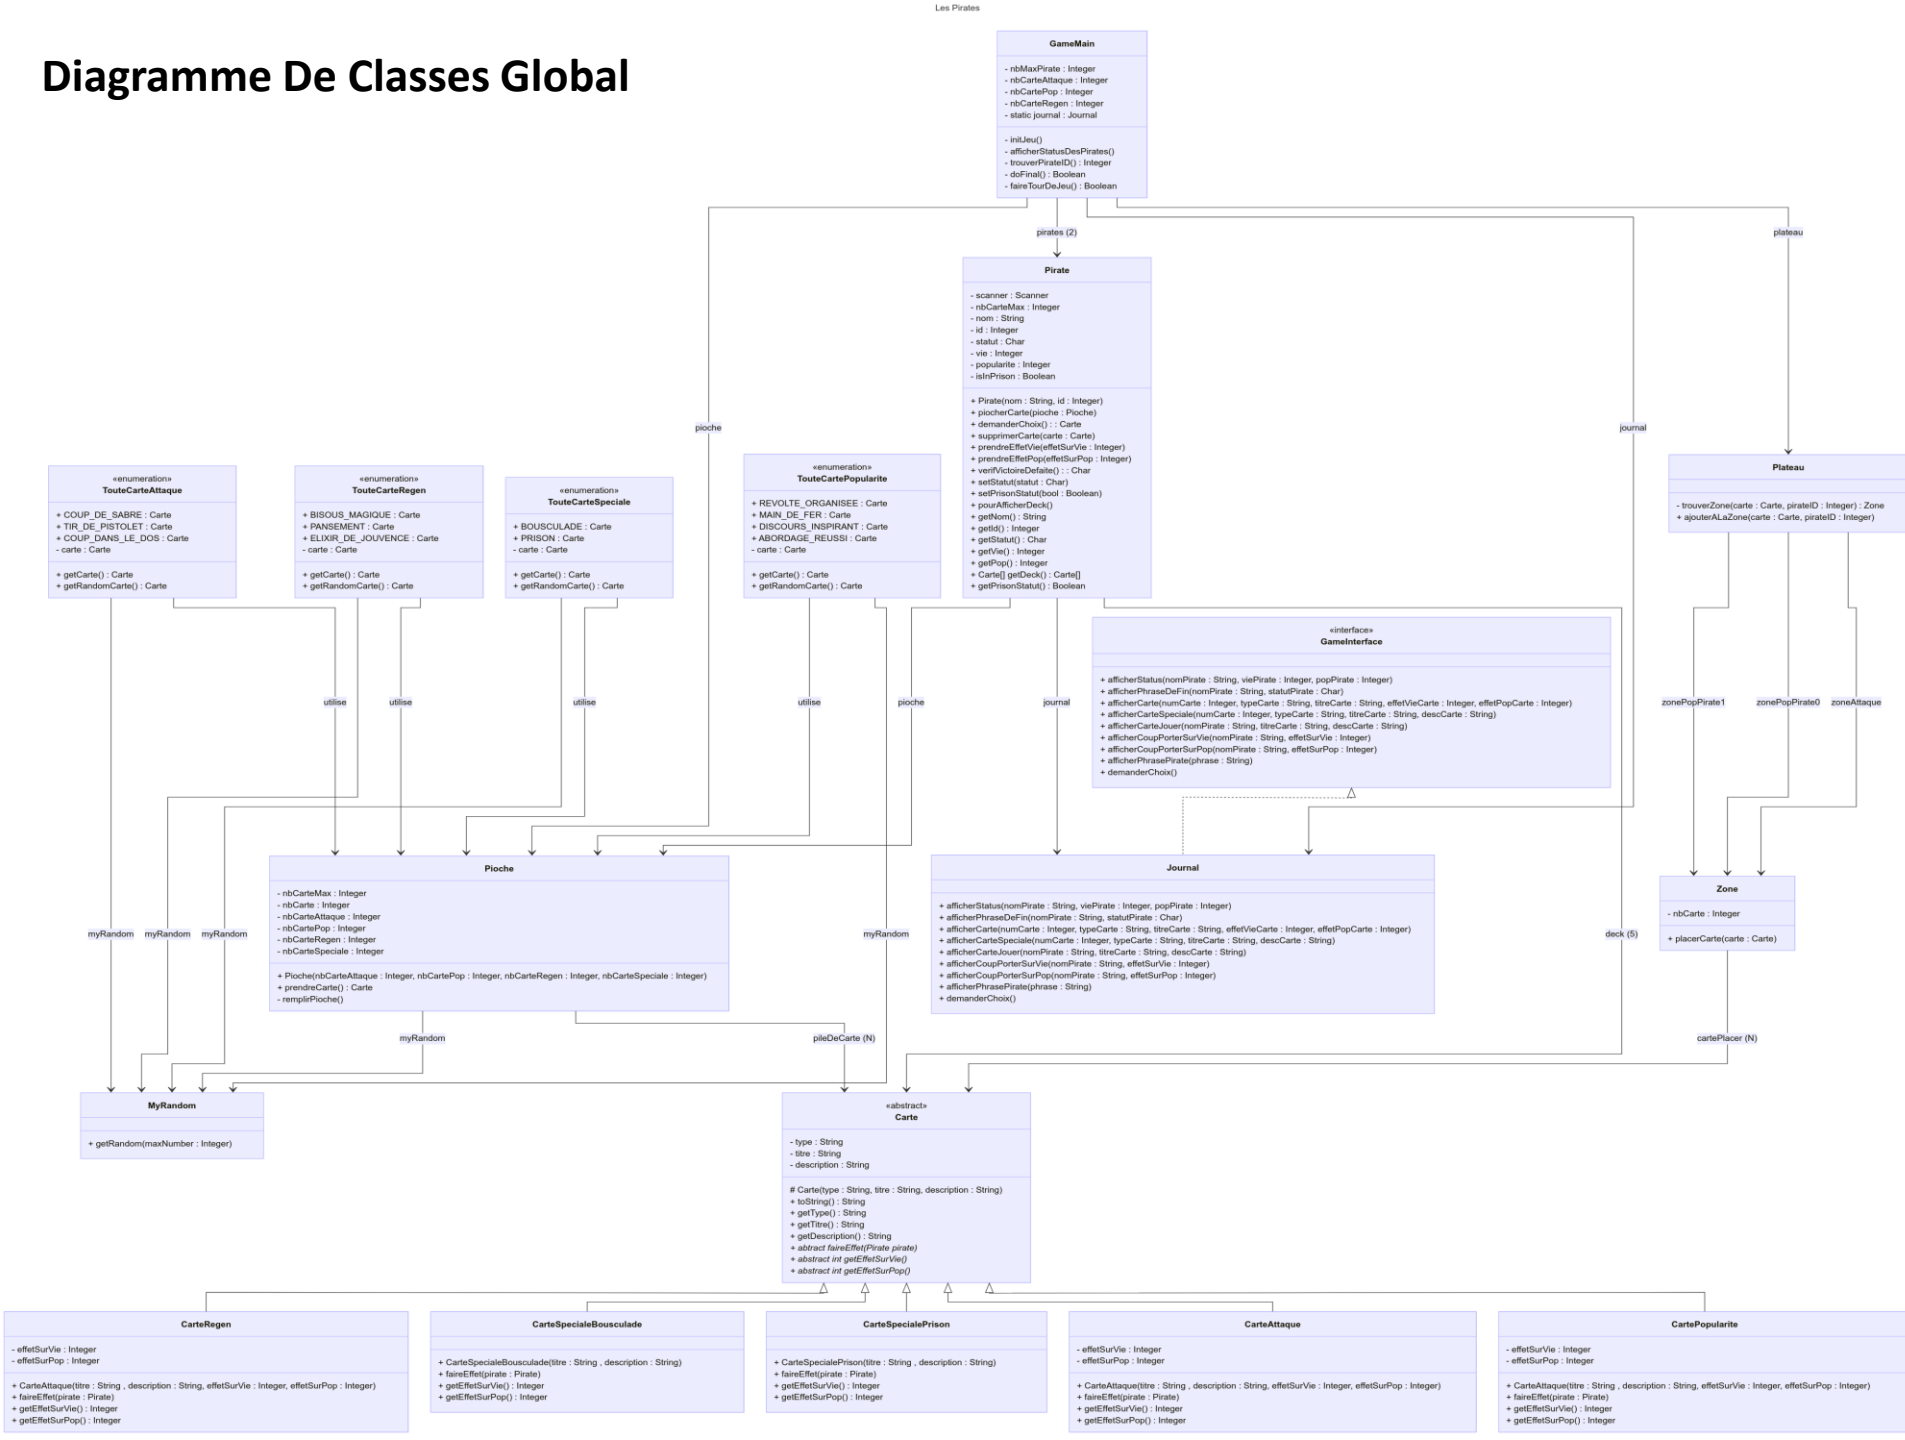 Les Pirates
Diagramme De Classes Global
GameMain
- nbMaxPirate : Integer
- nbCarteAttaque : Integer
- nbCartePop : Integer
- nbCarteRegen : Integer
- static journal : Journal
- initJeu()
- afficherStatusDesPirates()
- trouverPirateID() : Integer
- doFinal() : Boolean
- faireTourDeJeu() : Boolean
pirates (2)
plateau
Pirate
- scanner : Scanner
- nbCarteMax : Integer
- nom : String
- id : Integer
- statut : Char
- vie : Integer
- popularite : Integer
- isInPrison : Boolean
+ Pirate(nom : String, id : Integer)
+ piocherCarte(pioche : Pioche)
+ demanderChoix() : : Carte
+ supprimerCarte(carte : Carte)
+ prendreEffetVie(effetSurVie : Integer)
+ prendreEffetPop(effetSurPop : Integer)
+ verifVictoireDefaite() : : Char
+ setStatut(statut : Char)
+ setPrisonStatut(bool : Boolean)
+ pourAfficherDeck()
+ getNom() : String
+ getId() : Integer
+ getStatut() : Char
+ getVie() : Integer
+ getPop() : Integer
+ Carte[] getDeck() : Carte[]
+ getPrisonStatut() : Boolean
pioche
journal
«enumeration»
TouteCarteAttaque
+ COUP_DE_SABRE : Carte
+ TIR_DE_PISTOLET : Carte
+ COUP_DANS_LE_DOS : Carte
- carte : Carte
+ getCarte() : Carte
+ getRandomCarte() : Carte
«enumeration»
TouteCarteRegen
+ BISOUS_MAGIQUE : Carte
+ PANSEMENT : Carte
+ ELIXIR_DE_JOUVENCE : Carte
- carte : Carte
+ getCarte() : Carte
+ getRandomCarte() : Carte
«enumeration»
TouteCarteSpeciale
+ BOUSCULADE : Carte
+ PRISON : Carte
- carte : Carte
+ getCarte() : Carte
+ getRandomCarte() : Carte
«enumeration»
TouteCartePopularite
+ REVOLTE_ORGANISEE : Carte
+ MAIN_DE_FER : Carte
+ DISCOURS_INSPIRANT : Carte
+ ABORDAGE_REUSSI : Carte
- carte : Carte
+ getCarte() : Carte
+ getRandomCarte() : Carte
Plateau
- trouverZone(carte : Carte, pirateID : Integer) : Zone
+ ajouterALaZone(carte : Carte, pirateID : Integer)
«interface»
GameInterface
+ afficherStatus(nomPirate : String, viePirate : Integer, popPirate : Integer)
+ afficherPhraseDeFin(nomPirate : String, statutPirate : Char)
+ afficherCarte(numCarte : Integer, typeCarte : String, titreCarte : String, effetVieCarte : Integer, effetPopCarte : Integer)
+ afficherCarteSpeciale(numCarte : Integer, typeCarte : String, titreCarte : String, descCarte : String)
+ afficherCarteJouer(nomPirate : String, titreCarte : String, descCarte : String)
+ afficherCoupPorterSurVie(nomPirate : String, effetSurVie : Integer)
+ afficherCoupPorterSurPop(nomPirate : String, effetSurPop : Integer)
+ afficherPhrasePirate(phrase : String)
+ demanderChoix()
utilise
utilise
utilise
utilise
pioche
journal
zonePopPirate1
zonePopPirate0
zoneAttaque
Pioche
- nbCarteMax : Integer
- nbCarte : Integer
- nbCarteAttaque : Integer
- nbCartePop : Integer
- nbCarteRegen : Integer
- nbCarteSpeciale : Integer
+ Pioche(nbCarteAttaque : Integer, nbCartePop : Integer, nbCarteRegen : Integer, nbCarteSpeciale : Integer)
+ prendreCarte() : Carte
- remplirPioche()
Journal
+ afficherStatus(nomPirate : String, viePirate : Integer, popPirate : Integer)
+ afficherPhraseDeFin(nomPirate : String, statutPirate : Char)
+ afficherCarte(numCarte : Integer, typeCarte : String, titreCarte : String, effetVieCarte : Integer, effetPopCarte : Integer)
+ afficherCarteSpeciale(numCarte : Integer, typeCarte : String, titreCarte : String, descCarte : String)
+ afficherCarteJouer(nomPirate : String, titreCarte : String, descCarte : String)
+ afficherCoupPorterSurVie(nomPirate : String, effetSurVie : Integer)
+ afficherCoupPorterSurPop(nomPirate : String, effetSurPop : Integer)
+ afficherPhrasePirate(phrase : String)
+ demanderChoix()
Zone
- nbCarte : Integer
+ placerCarte(carte : Carte)
myRandom
myRandom
myRandom
myRandom
deck (5)
myRandom
pileDeCarte (N)
cartePlacer (N)
MyRandom
+ getRandom(maxNumber : Integer)
«abstract»
Carte
- type : String
- titre : String
- description : String
# Carte(type : String, titre : String, description : String)
+ toString() : String
+ getType() : String
+ getTitre() : String
+ getDescription() : String
+ abtract faireEffet(Pirate pirate)
+ abstract int getEffetSurVie()
+ abstract int getEffetSurPop()
CarteRegen
- effetSurVie : Integer
- effetSurPop : Integer
+ CarteAttaque(titre : String , description : String, effetSurVie : Integer, effetSurPop : Integer)
+ faireEffet(pirate : Pirate)
+ getEffetSurVie() : Integer
+ getEffetSurPop() : Integer
CarteSpecialeBousculade
+ CarteSpecialeBousculade(titre : String , description : String)
+ faireEffet(pirate : Pirate)
+ getEffetSurVie() : Integer
+ getEffetSurPop() : Integer
CarteSpecialePrison
+ CarteSpecialePrison(titre : String , description : String)
+ faireEffet(pirate : Pirate)
+ getEffetSurVie() : Integer
+ getEffetSurPop() : Integer
CarteAttaque
- effetSurVie : Integer
- effetSurPop : Integer
+ CarteAttaque(titre : String , description : String, effetSurVie : Integer, effetSurPop : Integer)
+ faireEffet(pirate : Pirate)
+ getEffetSurVie() : Integer
+ getEffetSurPop() : Integer
CartePopularite
- effetSurVie : Integer
- effetSurPop : Integer
+ CarteAttaque(titre : String , description : String, effetSurVie : Integer, effetSurPop : Integer)
+ faireEffet(pirate : Pirate)
+ getEffetSurVie() : Integer
+ getEffetSurPop() : Integer